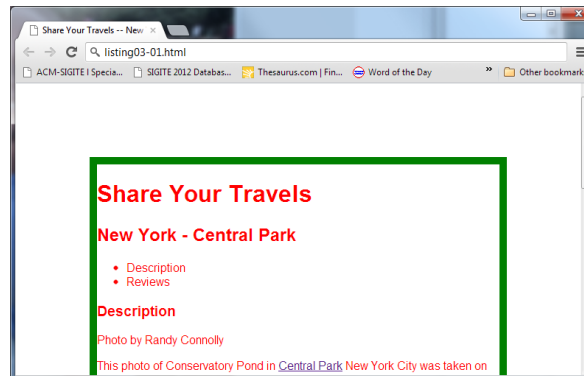 Share Your Travels -- New
listing03-01.html
ACM-SIGITE | Specia... SIGITE 2012 Databas... Thesaurus.com | Fin... Word of the Day » Other bookmark
Share Your Travels
New York - Central Park
• Description
• Reviews
Description
Photo by Randy Connolly
This photo of Conservatory Pond in Central Park New York City was taken on